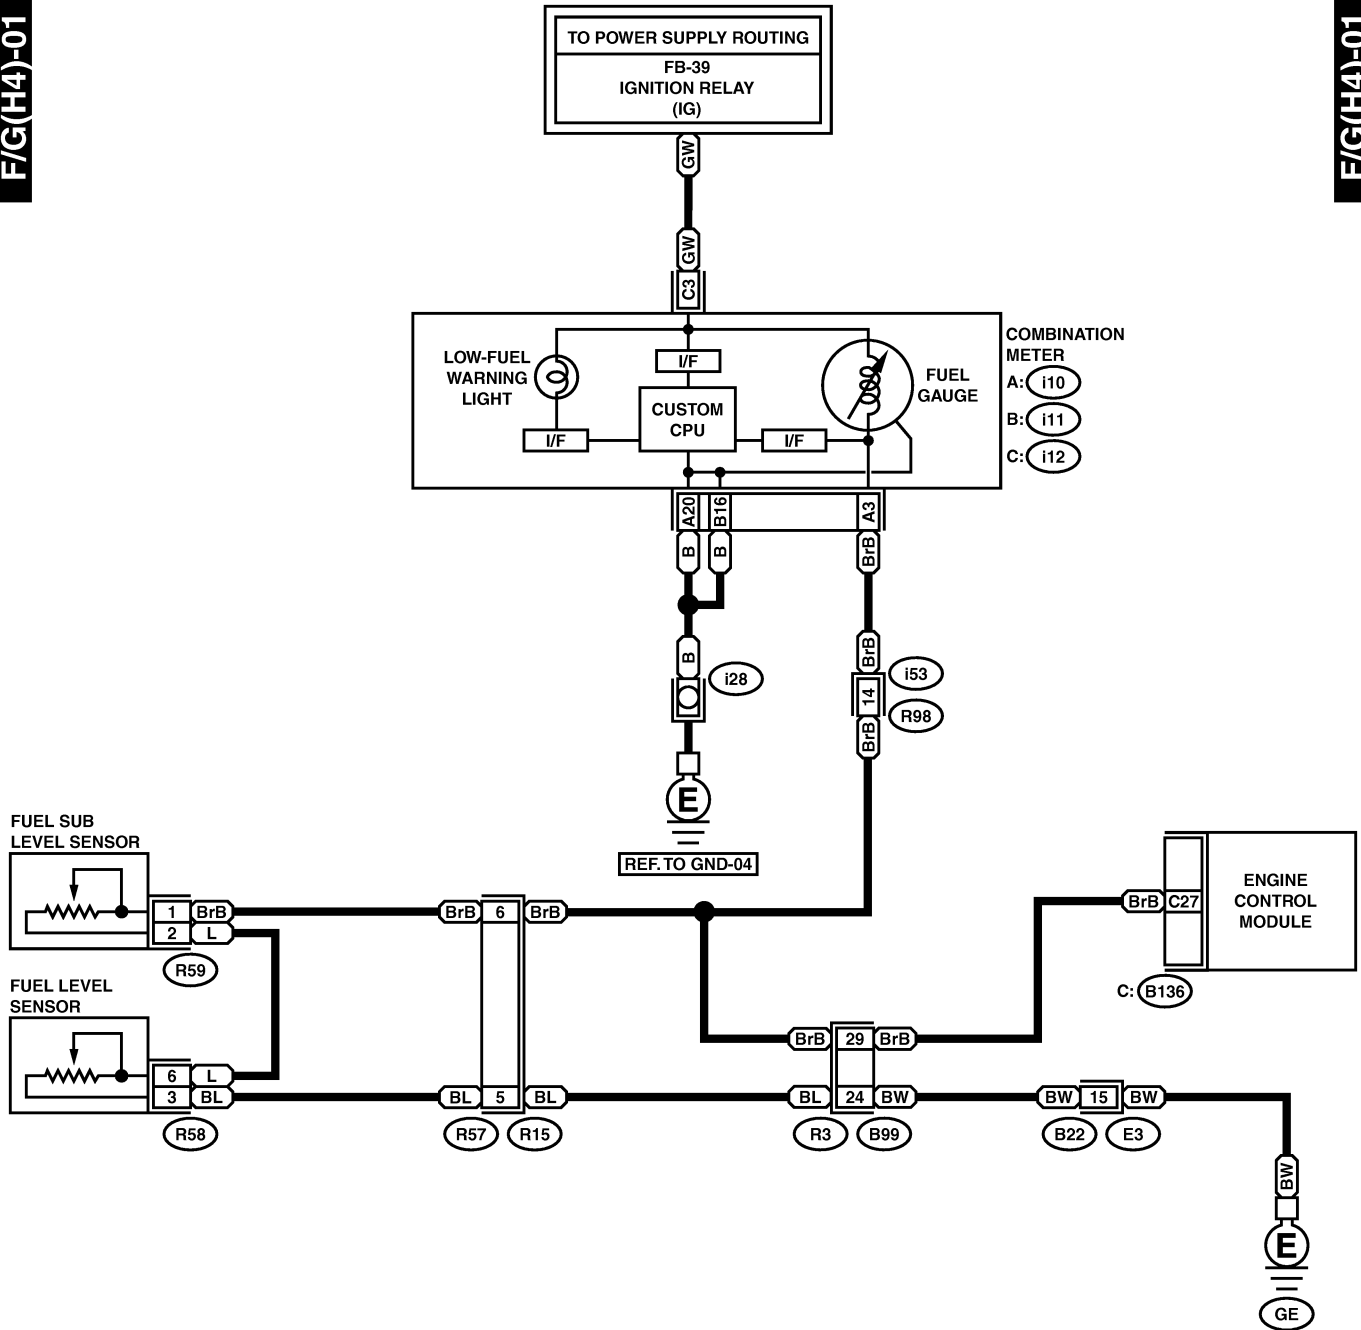 F/G(H4)-01
F/G(H4)-01
TO POWER SUPPLY ROUTING
FB-39
IGNITION RELAY
(IG)
GW
GW
C3
LOW-FUEL
WARNING
LIGHT
I/F
CUSTOM
CPU
I/F
I/F
FUEL
GAUGE
COMBINATION
METER
A: i10
B: i11
C: i12
A20
B16
A3
B
B
BrB
B
i28
BrB
i53
14
R98
BrB
E
REF. TO GND-04
FUEL SUB
LEVEL SENSOR
1 BrB
2 L
R59
BrB 6 BrB
FUEL LEVEL
SENSOR
6 L
3 BL
R58
BL 5 BL
R57 R15
BrB 29 BrB
BL 24 BW
R3 B99
BrB C27
ENGINE
CONTROL
MODULE
C: B136
BW 15 BW
B22 E3
BW
E
GE